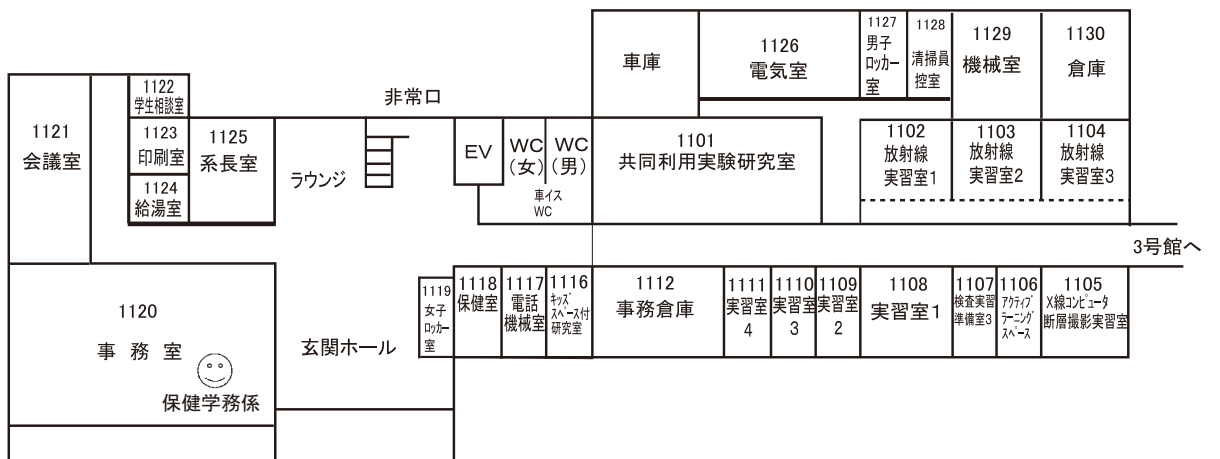 車庫
1126
電気室
1127
男子
ロッカー
室
1128
清掃員
控室
1129
機械室
1130
倉庫
非常口
1121
会議室
1122
学生相談室
1123
印刷室
1124
給湯室
1125
系長室
ラウンジ
EV
WC
(女)
WC
(男)
車イス
WC
1101
共同利用実験研究室
1102
放射線
実習室1
1103
放射線
実習室2
1104
放射線
実習室3
3号館へ
1120
事務室
保健学務係
玄関ホール
1119
女子
ロッカー
室
1118
保健室
1117
電話
機械室
1116
キッズ
スペース付
研究室
1112
事務倉庫
1111
実習室
4
1110
実習室
3
1109
実習室
2
1108
実習室1
1107
検査実習
準備室3
1106
アクティブ
ラーニング
スペース
1105
X線コンピュータ
断層撮影実習室